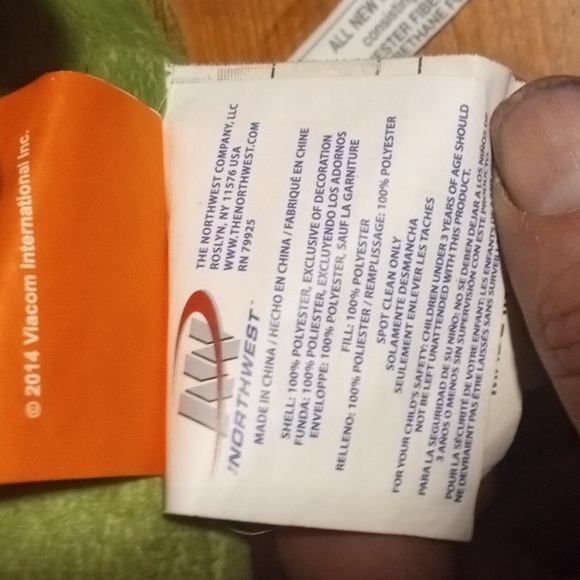 © 2014 Viacom International Inc.
THE NORTHWEST COMPANY, LLC
ROSLYN, NY 11576 USA
WWW.THENORTHWEST.COM
RN 79925
THE NORTHWEST™
MADE IN CHINA / HECHO EN CHINA / FABRIQUÉ EN CHINE
SHELL: 100% POLYESTER, EXCLUSIVE OF DECORATION
FUNDA: 100% POLIESTER, EXCLUYENDO LOS ADORNOS
ENVELOPPE: 100% POLYESTER, SAUF LA GARNITURE
FILL: 100% POLYESTER
RELLENO: 100% POLIESTER / REMPLISSAGE: 100% POLYESTER
SPOT CLEAN ONLY
SOLAMENTE DESMANCHA
SEULEMENT ENLEVER LES TACHES
FOR YOUR CHILD'S SAFETY: CHILDREN UNDER 3 YEARS OF AGE SHOULD
NOT BE LEFT UNATTENDED WITH THIS PRODUCT.
PARA LA SEGURIDAD DE SU NIÑO: NO SE DEBEN DEJAR A LOS NIÑOS DE
3 AÑOS O MENOS SIN SUPERVISIÓN CON ESTE PRODUCTO.
POUR LA SÉCURITÉ DE VOTRE ENFANT: LES ENFANTS
NE DEVRAIENT PAS ÊTRE LAISSÉS SANS
ALL NEW
consisting